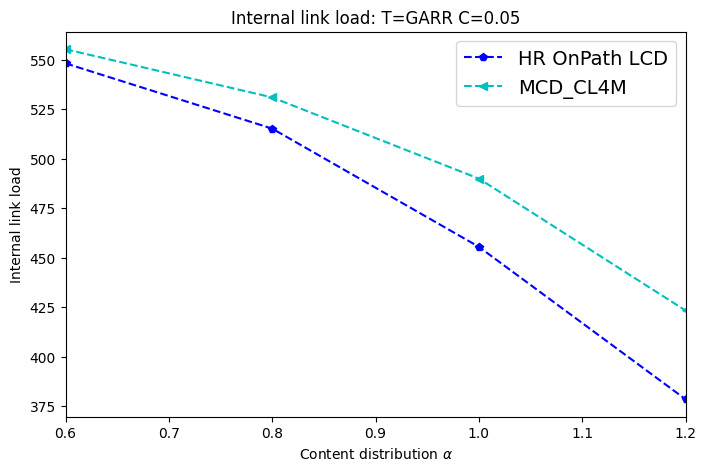 Internal link load: T=GARR C=0.05
HR OnPath LCD
MCD_CL4M
Internal link load
550
525
500
475
450
425
400
375
0.6 0.7 0.8 0.9 1.0 1.1 1.2
Content distribution α